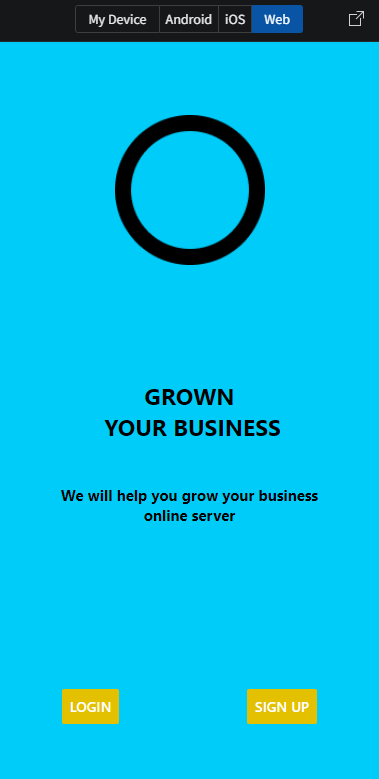 My Device Android iOS Web
GROWN
YOUR BUSINESS
We will help you grow your business
online server
LOGIN SIGN UP